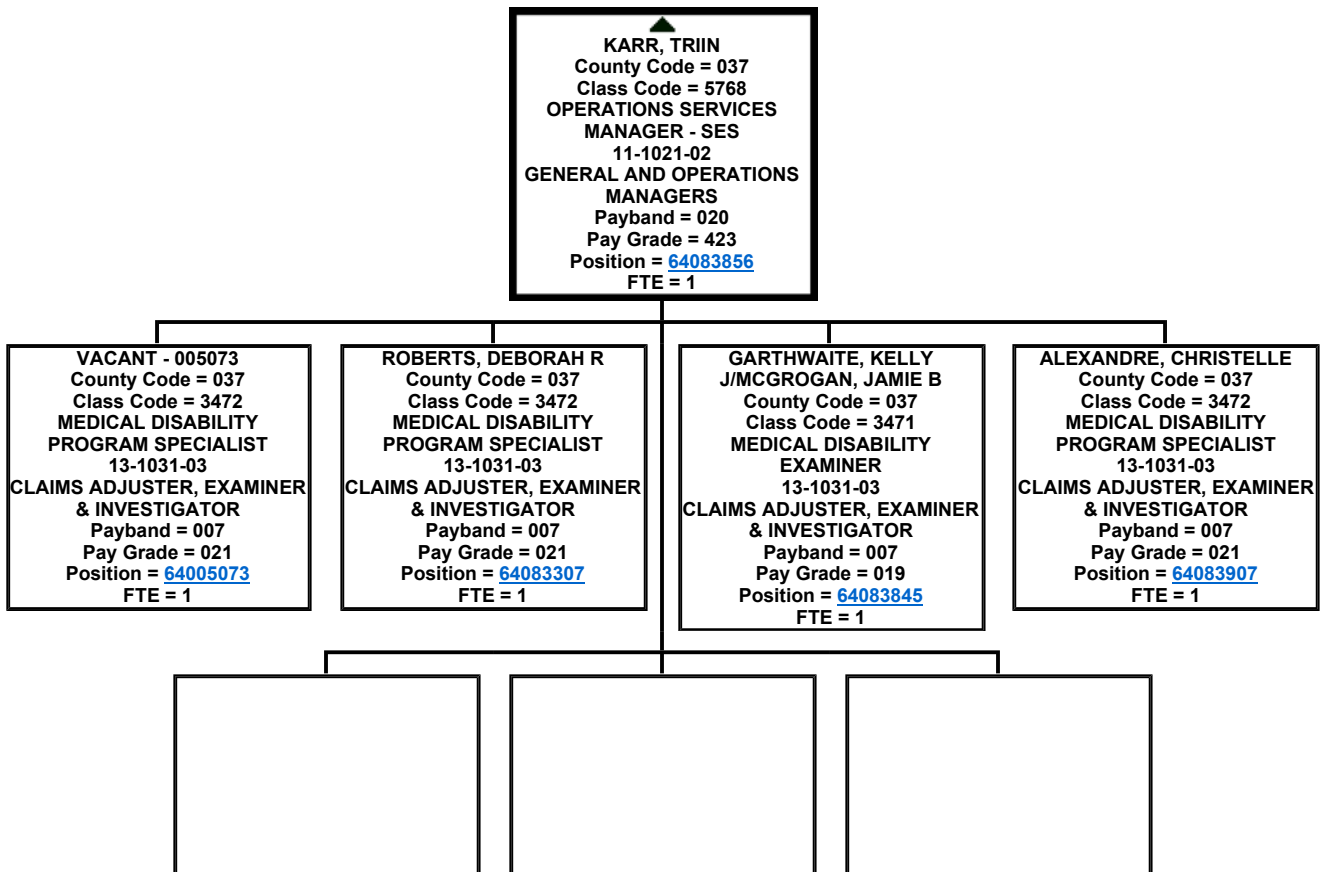 KARR, TRIIN
County Code = 037
Class Code = 5768
OPERATIONS SERVICES
MANAGER - SES
11-1021-02
GENERAL AND OPERATIONS
MANAGERS
Payband = 020
Pay Grade = 423
Position = 64083856
FTE = 1
VACANT - 005073
County Code = 037
Class Code = 3472
MEDICAL DISABILITY
PROGRAM SPECIALIST
13-1031-03
CLAIMS ADJUSTER, EXAMINER
& INVESTIGATOR
Payband = 007
Pay Grade = 021
Position = 64005073
FTE = 1
ROBERTS, DEBORAH R
County Code = 037
Class Code = 3472
MEDICAL DISABILITY
PROGRAM SPECIALIST
13-1031-03
CLAIMS ADJUSTER, EXAMINER
& INVESTIGATOR
Payband = 007
Pay Grade = 021
Position = 64083307
FTE = 1
GARTHWAITE, KELLY
J/MCGROGAN, JAMIE B
County Code = 037
Class Code = 3471
MEDICAL DISABILITY
EXAMINER
13-1031-03
CLAIMS ADJUSTER, EXAMINER
& INVESTIGATOR
Payband = 007
Pay Grade = 019
Position = 64083845
FTE = 1
ALEXANDRE, CHRISTELLE
County Code = 037
Class Code = 3472
MEDICAL DISABILITY
PROGRAM SPECIALIST
13-1031-03
CLAIMS ADJUSTER, EXAMINER
& INVESTIGATOR
Payband = 007
Pay Grade = 021
Position = 64083907
FTE = 1